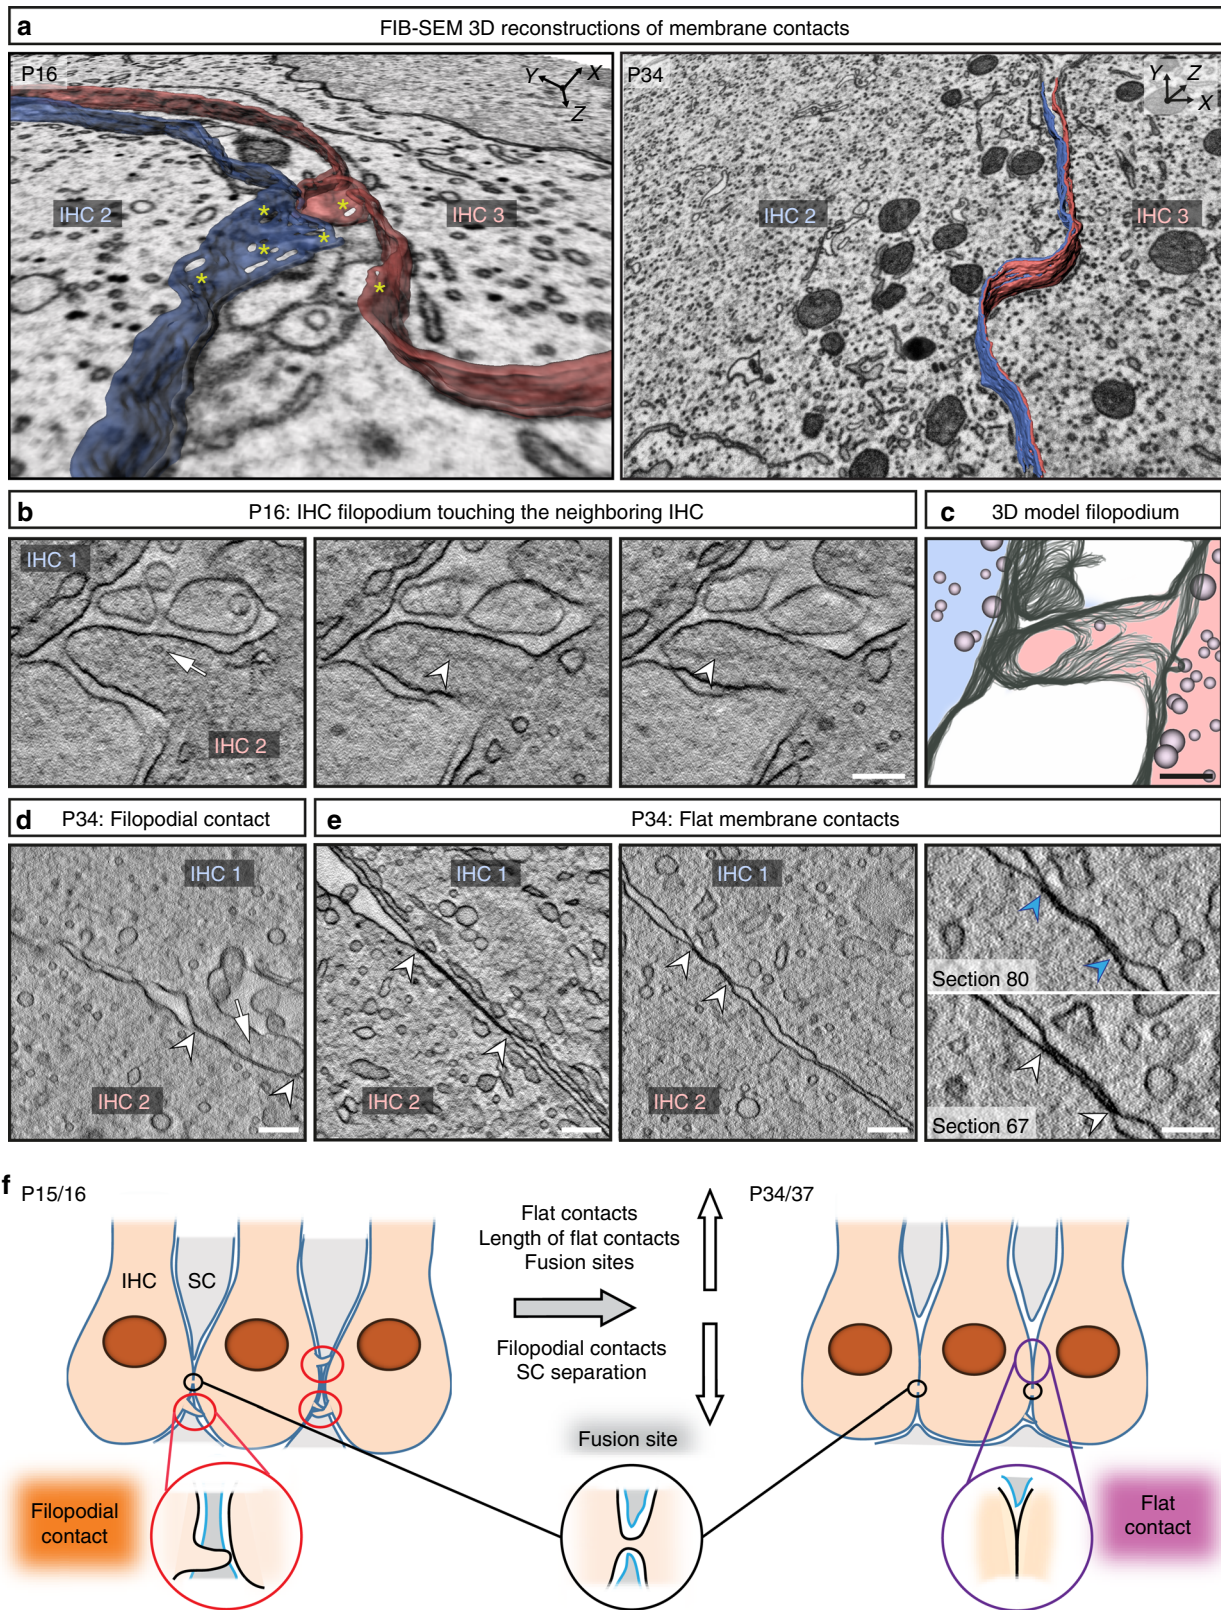 a
FIB-SEM 3D reconstructions of membrane contacts
P16
Y
X
Z
IHC 2
IHC 3
P34
Y
Z
X
IHC 2
IHC 3
b
P16: IHC filopodium touching the neighboring IHC
IHC 1
IHC 2
c
3D model filopodium
d
P34: Filopodial contact
IHC 1
IHC 2
e
P34: Flat membrane contacts
IHC 1
IHC 2
IHC 1
IHC 2
Section 80
Section 67
f
P15/16
IHC
SC
Flat contacts
Length of flat contacts
Fusion sites
Filopodial contacts
SC separation
P34/37
Filopodial
contact
Fusion site
Flat
contact